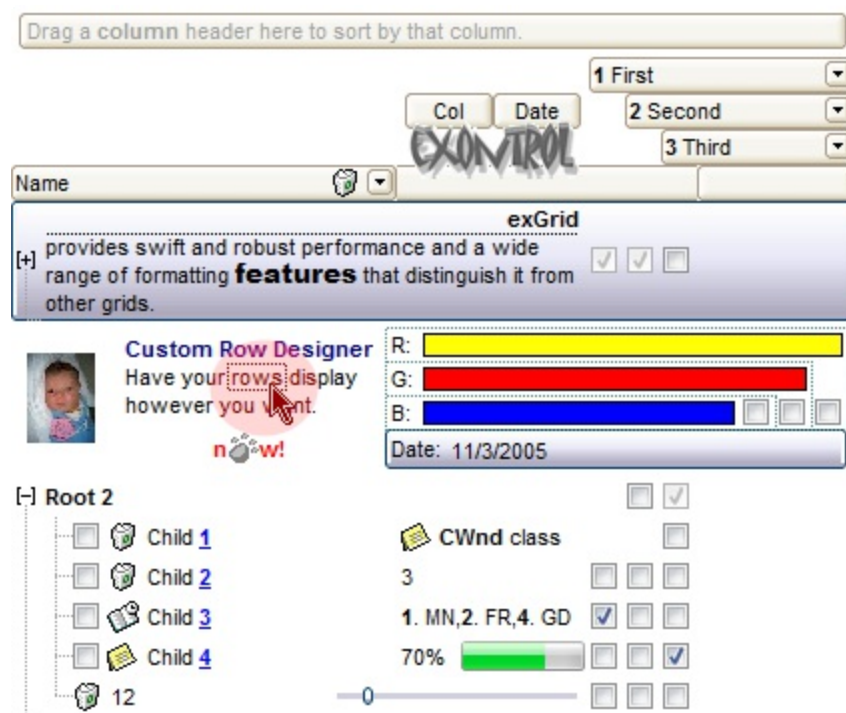 Drag a column header here to sort by that column.
1 First
Col Date 2 Second
EXONTROL
3 Third
Name
exGrid
[+] provides swift and robust performance and a wide
range of formatting features that distinguish it from
other grids.
Custom Row Designer
Have your rows display
however you want.
now!
R:
G:
B:
Date: 11/3/2005
[-] Root 2
Child 1 CWnd class
Child 2 3
Child 3 1. MN,2. FR,4. GD
Child 4 70%
12 0